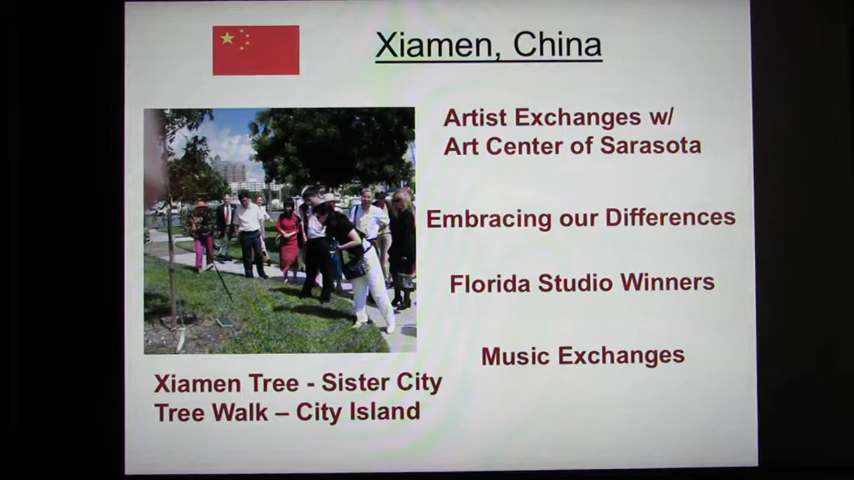 Xiamen, China
Artist Exchanges w/
Art Center of Sarasota
Embracing our Differences
Florida Studio Winners
Music Exchanges
Xiamen Tree - Sister City
Tree Walk – City Island